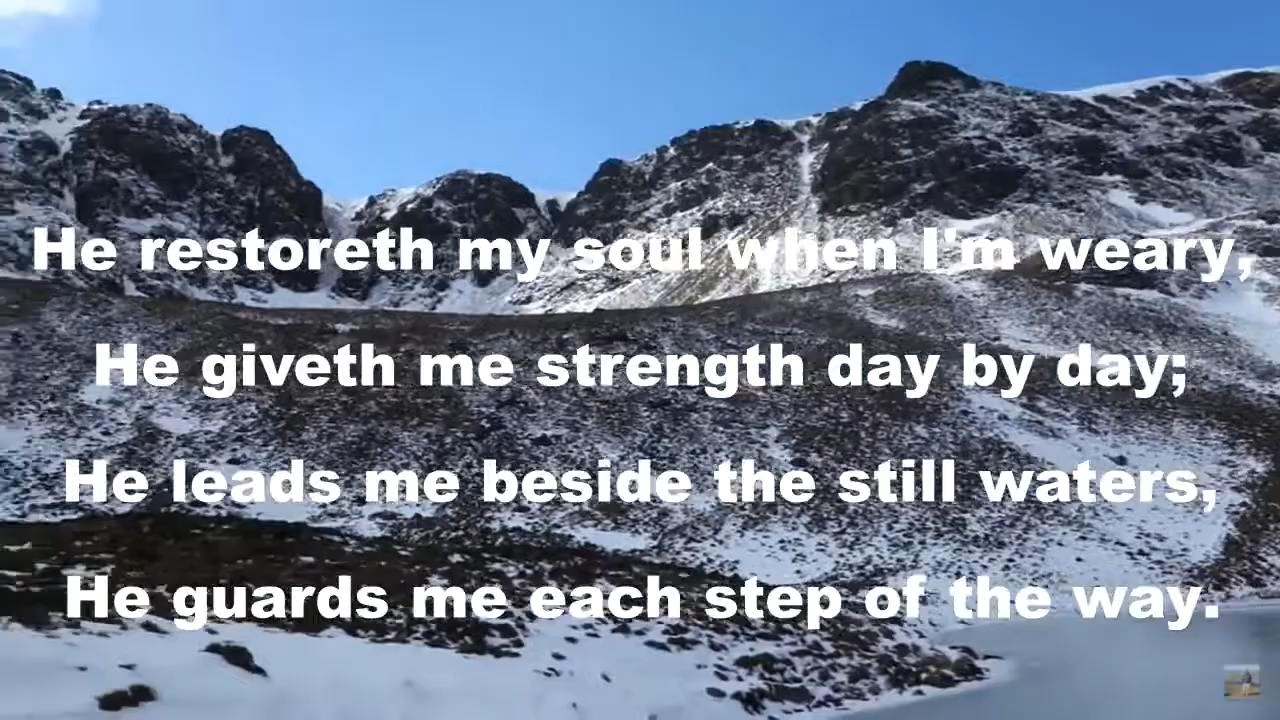 He restoreth my soul when I'm weary,
He giveth me strength day by day;
He leads me beside the still waters,
He guards me each step of the way.